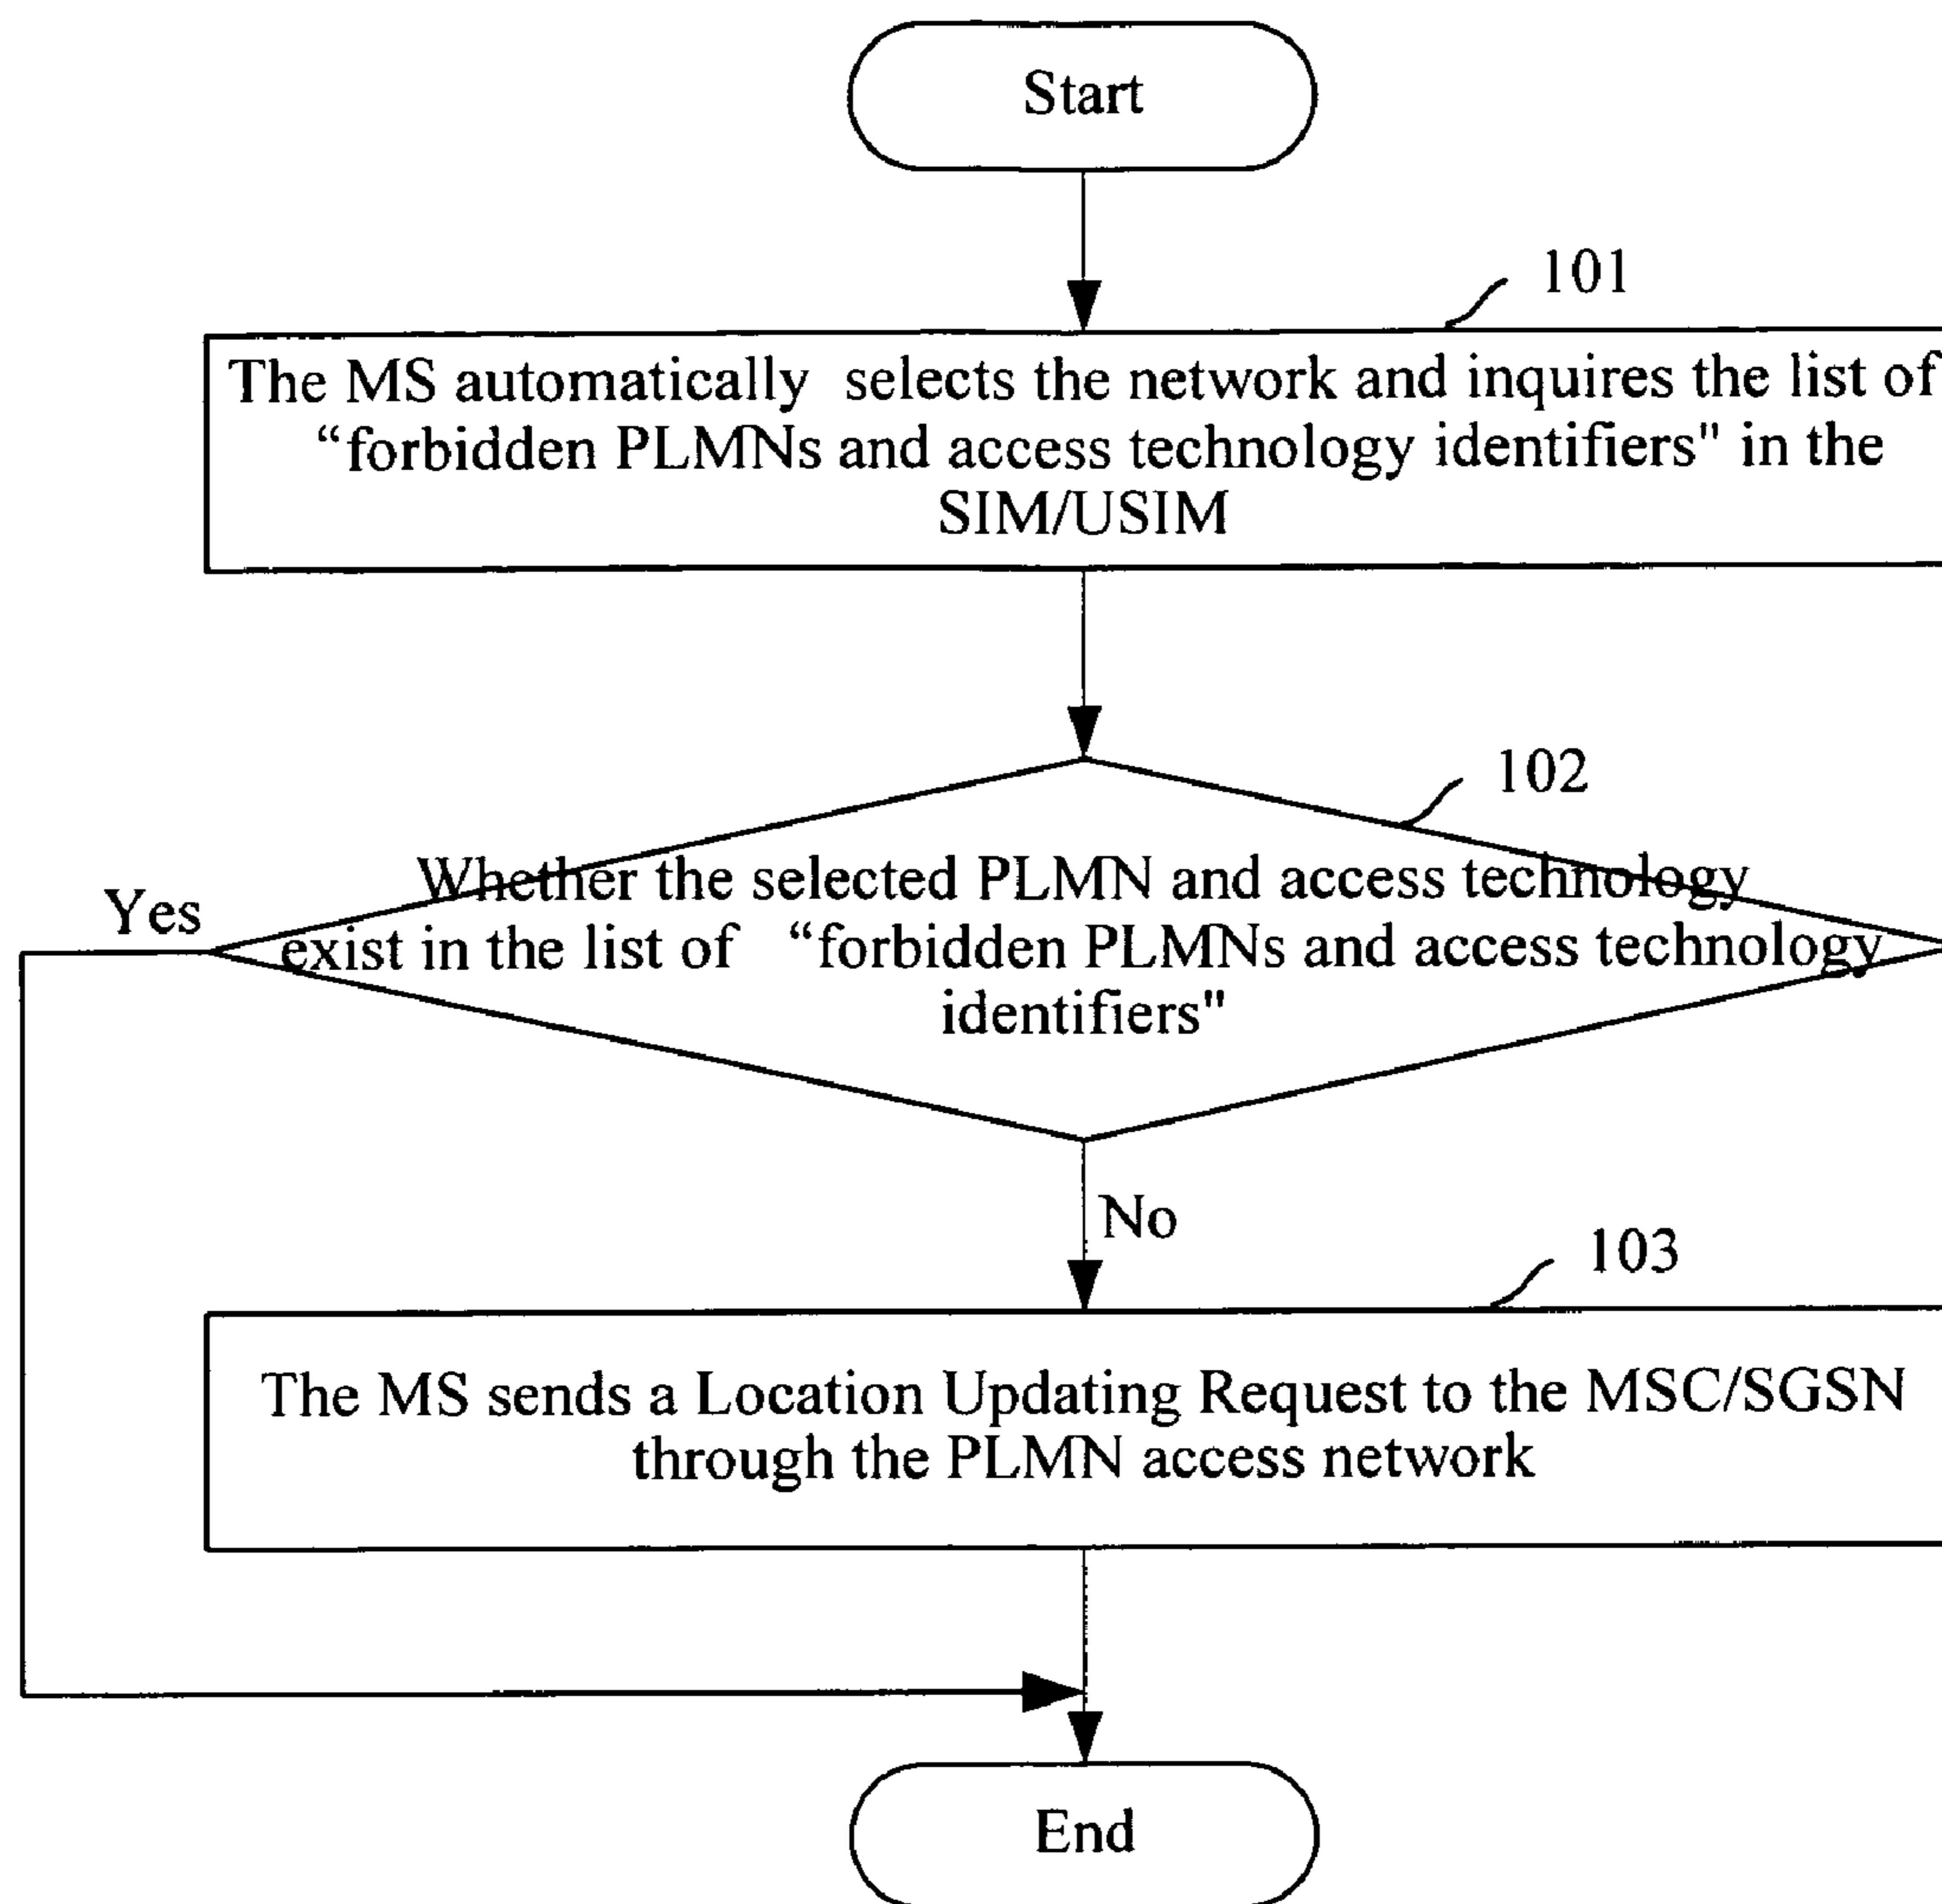 Start
101
The MS automatically selects the network and inquires the list of
“forbidden PLMNs and access technology identifiers" in the
SIM/USIM
102
Whether the selected PLMN and access technology
Yes
exist in the list of “forbidden PLMNs and access technology
identifiers"
No
103
The MS sends a Location Updating Request to the MSC/SGSN
through the PLMN access network
End